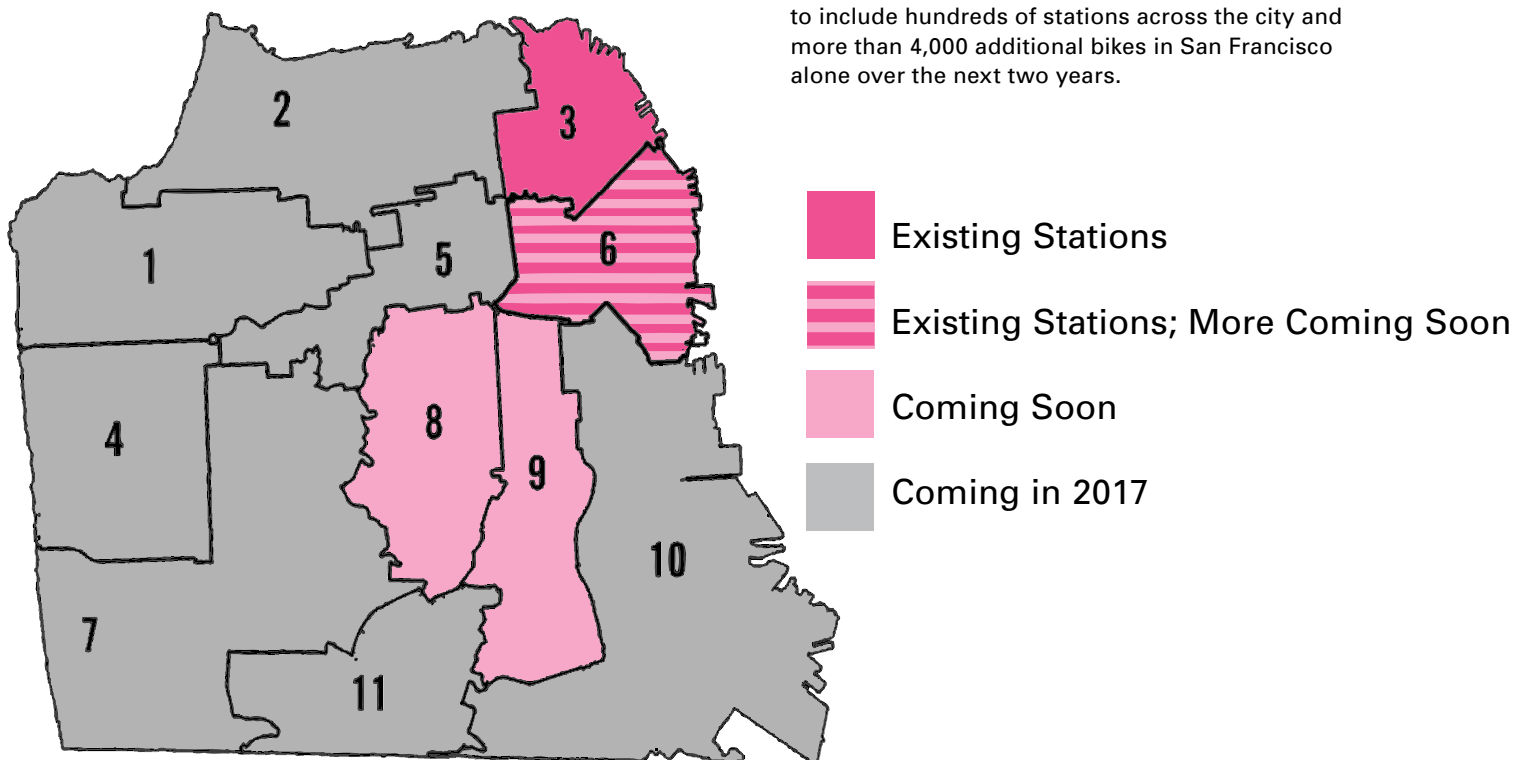 to include hundreds of stations across the city and
more than 4,000 additional bikes in San Francisco
alone over the next two years.
2
3
1
5
6
Existing Stations
Existing Stations; More Coming Soon
4
8
9
Coming Soon
Coming in 2017
10
7
11